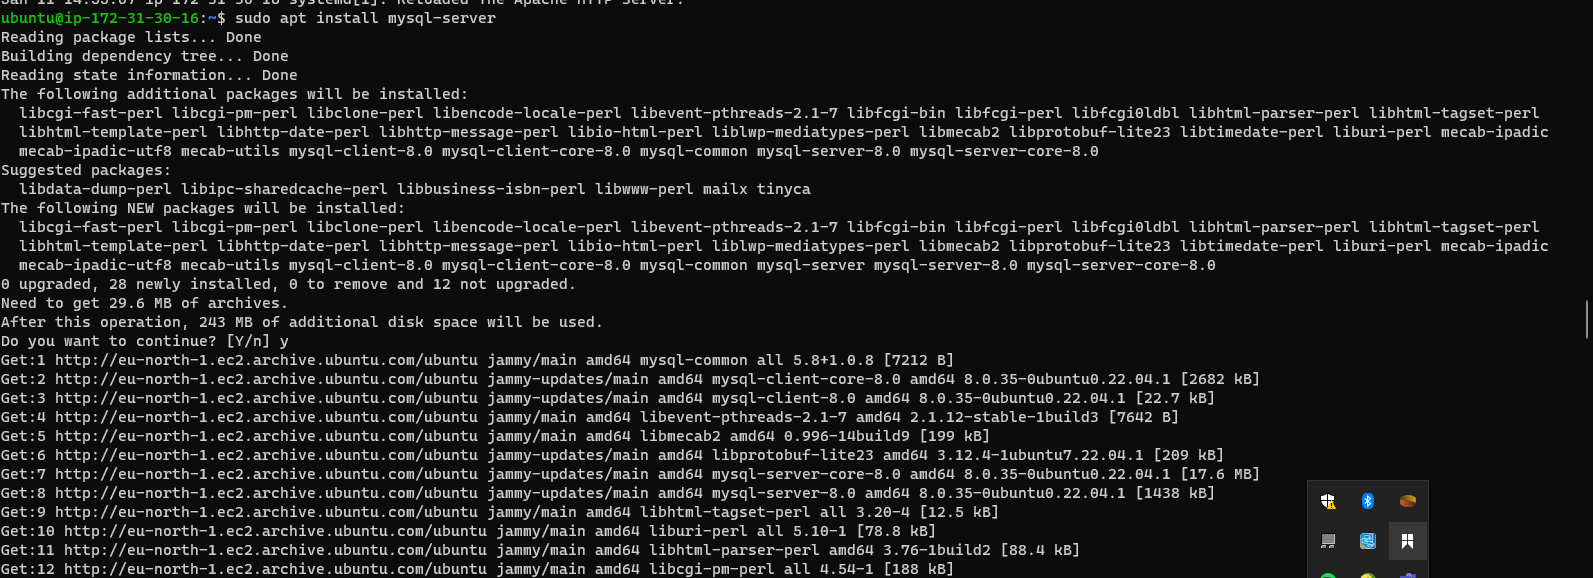 Jan 11 14:55:07 ip-172-31-30-16 systemd[1]: Reloaded The Apache HTTP Server.
ubuntu@ip-172-31-30-16:~$ sudo apt install mysql-server
Reading package lists... Done
Building dependency tree... Done
Reading state information... Done
The following additional packages will be installed:
  libcgi-fast-perl libcgi-pm-perl libclone-perl libencode-locale-perl libevent-pthreads-2.1-7 libfcgi-bin libfcgi-perl libfcgi0ldbl libhtml-parser-perl libhtml-tagset-perl
  libhtml-template-perl libhttp-date-perl libhttp-message-perl libio-html-perl liblwp-mediatypes-perl libmecab2 libprotobuf-lite23 libtimedate-perl liburi-perl mecab-ipadic
  mecab-ipadic-utf8 mecab-utils mysql-client-8.0 mysql-client-core-8.0 mysql-common mysql-server-8.0 mysql-server-core-8.0
Suggested packages:
  libdata-dump-perl libipc-sharedcache-perl libbusiness-isbn-perl libwww-perl mailx tinyca
The following NEW packages will be installed:
  libcgi-fast-perl libcgi-pm-perl libclone-perl libencode-locale-perl libevent-pthreads-2.1-7 libfcgi-bin libfcgi-perl libfcgi0ldbl libhtml-parser-perl libhtml-tagset-perl
  libhtml-template-perl libhttp-date-perl libhttp-message-perl libio-html-perl liblwp-mediatypes-perl libmecab2 libprotobuf-lite23 libtimedate-perl liburi-perl mecab-ipadic
  mecab-ipadic-utf8 mecab-utils mysql-client-8.0 mysql-client-core-8.0 mysql-common mysql-server mysql-server-8.0 mysql-server-core-8.0
0 upgraded, 28 newly installed, 0 to remove and 12 not upgraded.
Need to get 29.6 MB of archives.
After this operation, 243 MB of additional disk space will be used.
Do you want to continue? [Y/n] y
Get:1 http://eu-north-1.ec2.archive.ubuntu.com/ubuntu jammy/main amd64 mysql-common all 5.8+1.0.8 [7212 B]
Get:2 http://eu-north-1.ec2.archive.ubuntu.com/ubuntu jammy-updates/main amd64 mysql-client-core-8.0 amd64 8.0.35-0ubuntu0.22.04.1 [2682 kB]
Get:3 http://eu-north-1.ec2.archive.ubuntu.com/ubuntu jammy-updates/main amd64 mysql-client-8.0 amd64 8.0.35-0ubuntu0.22.04.1 [22.7 kB]
Get:4 http://eu-north-1.ec2.archive.ubuntu.com/ubuntu jammy/main amd64 libevent-pthreads-2.1-7 amd64 2.1.12-stable-1build3 [7642 B]
Get:5 http://eu-north-1.ec2.archive.ubuntu.com/ubuntu jammy/main amd64 libmecab2 amd64 0.996-14build9 [199 kB]
Get:6 http://eu-north-1.ec2.archive.ubuntu.com/ubuntu jammy-updates/main amd64 libprotobuf-lite23 amd64 3.12.4-1ubuntu7.22.04.1 [209 kB]
Get:7 http://eu-north-1.ec2.archive.ubuntu.com/ubuntu jammy-updates/main amd64 mysql-server-core-8.0 amd64 8.0.35-0ubuntu0.22.04.1 [17.6 MB]
Get:8 http://eu-north-1.ec2.archive.ubuntu.com/ubuntu jammy-updates/main amd64 mysql-server-8.0 amd64 8.0.35-0ubuntu0.22.04.1 [1438 kB]
Get:9 http://eu-north-1.ec2.archive.ubuntu.com/ubuntu jammy/main amd64 libhtml-tagset-perl all 3.20-4 [12.5 kB]
Get:10 http://eu-north-1.ec2.archive.ubuntu.com/ubuntu jammy/main amd64 liburi-perl all 5.10-1 [78.8 kB]
Get:11 http://eu-north-1.ec2.archive.ubuntu.com/ubuntu jammy/main amd64 libhtml-parser-perl amd64 3.76-1build2 [88.4 kB]
Get:12 http://eu-north-1.ec2.archive.ubuntu.com/ubuntu jammy/main amd64 libcgi-pm-perl all 4.54-1 [188 kB]